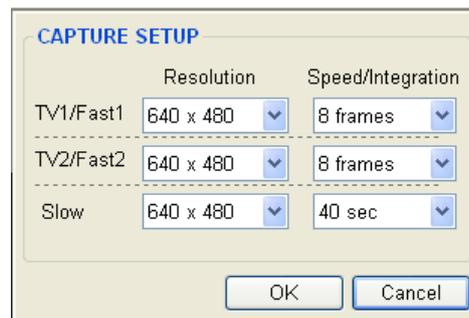 CAPTURE SETUP
Resolution Speed/Integration
TV1/Fast1 640 x 480 8 frames
TV2/Fast2 640 x 480 8 frames
Slow 640 x 480 40 sec
OK Cancel